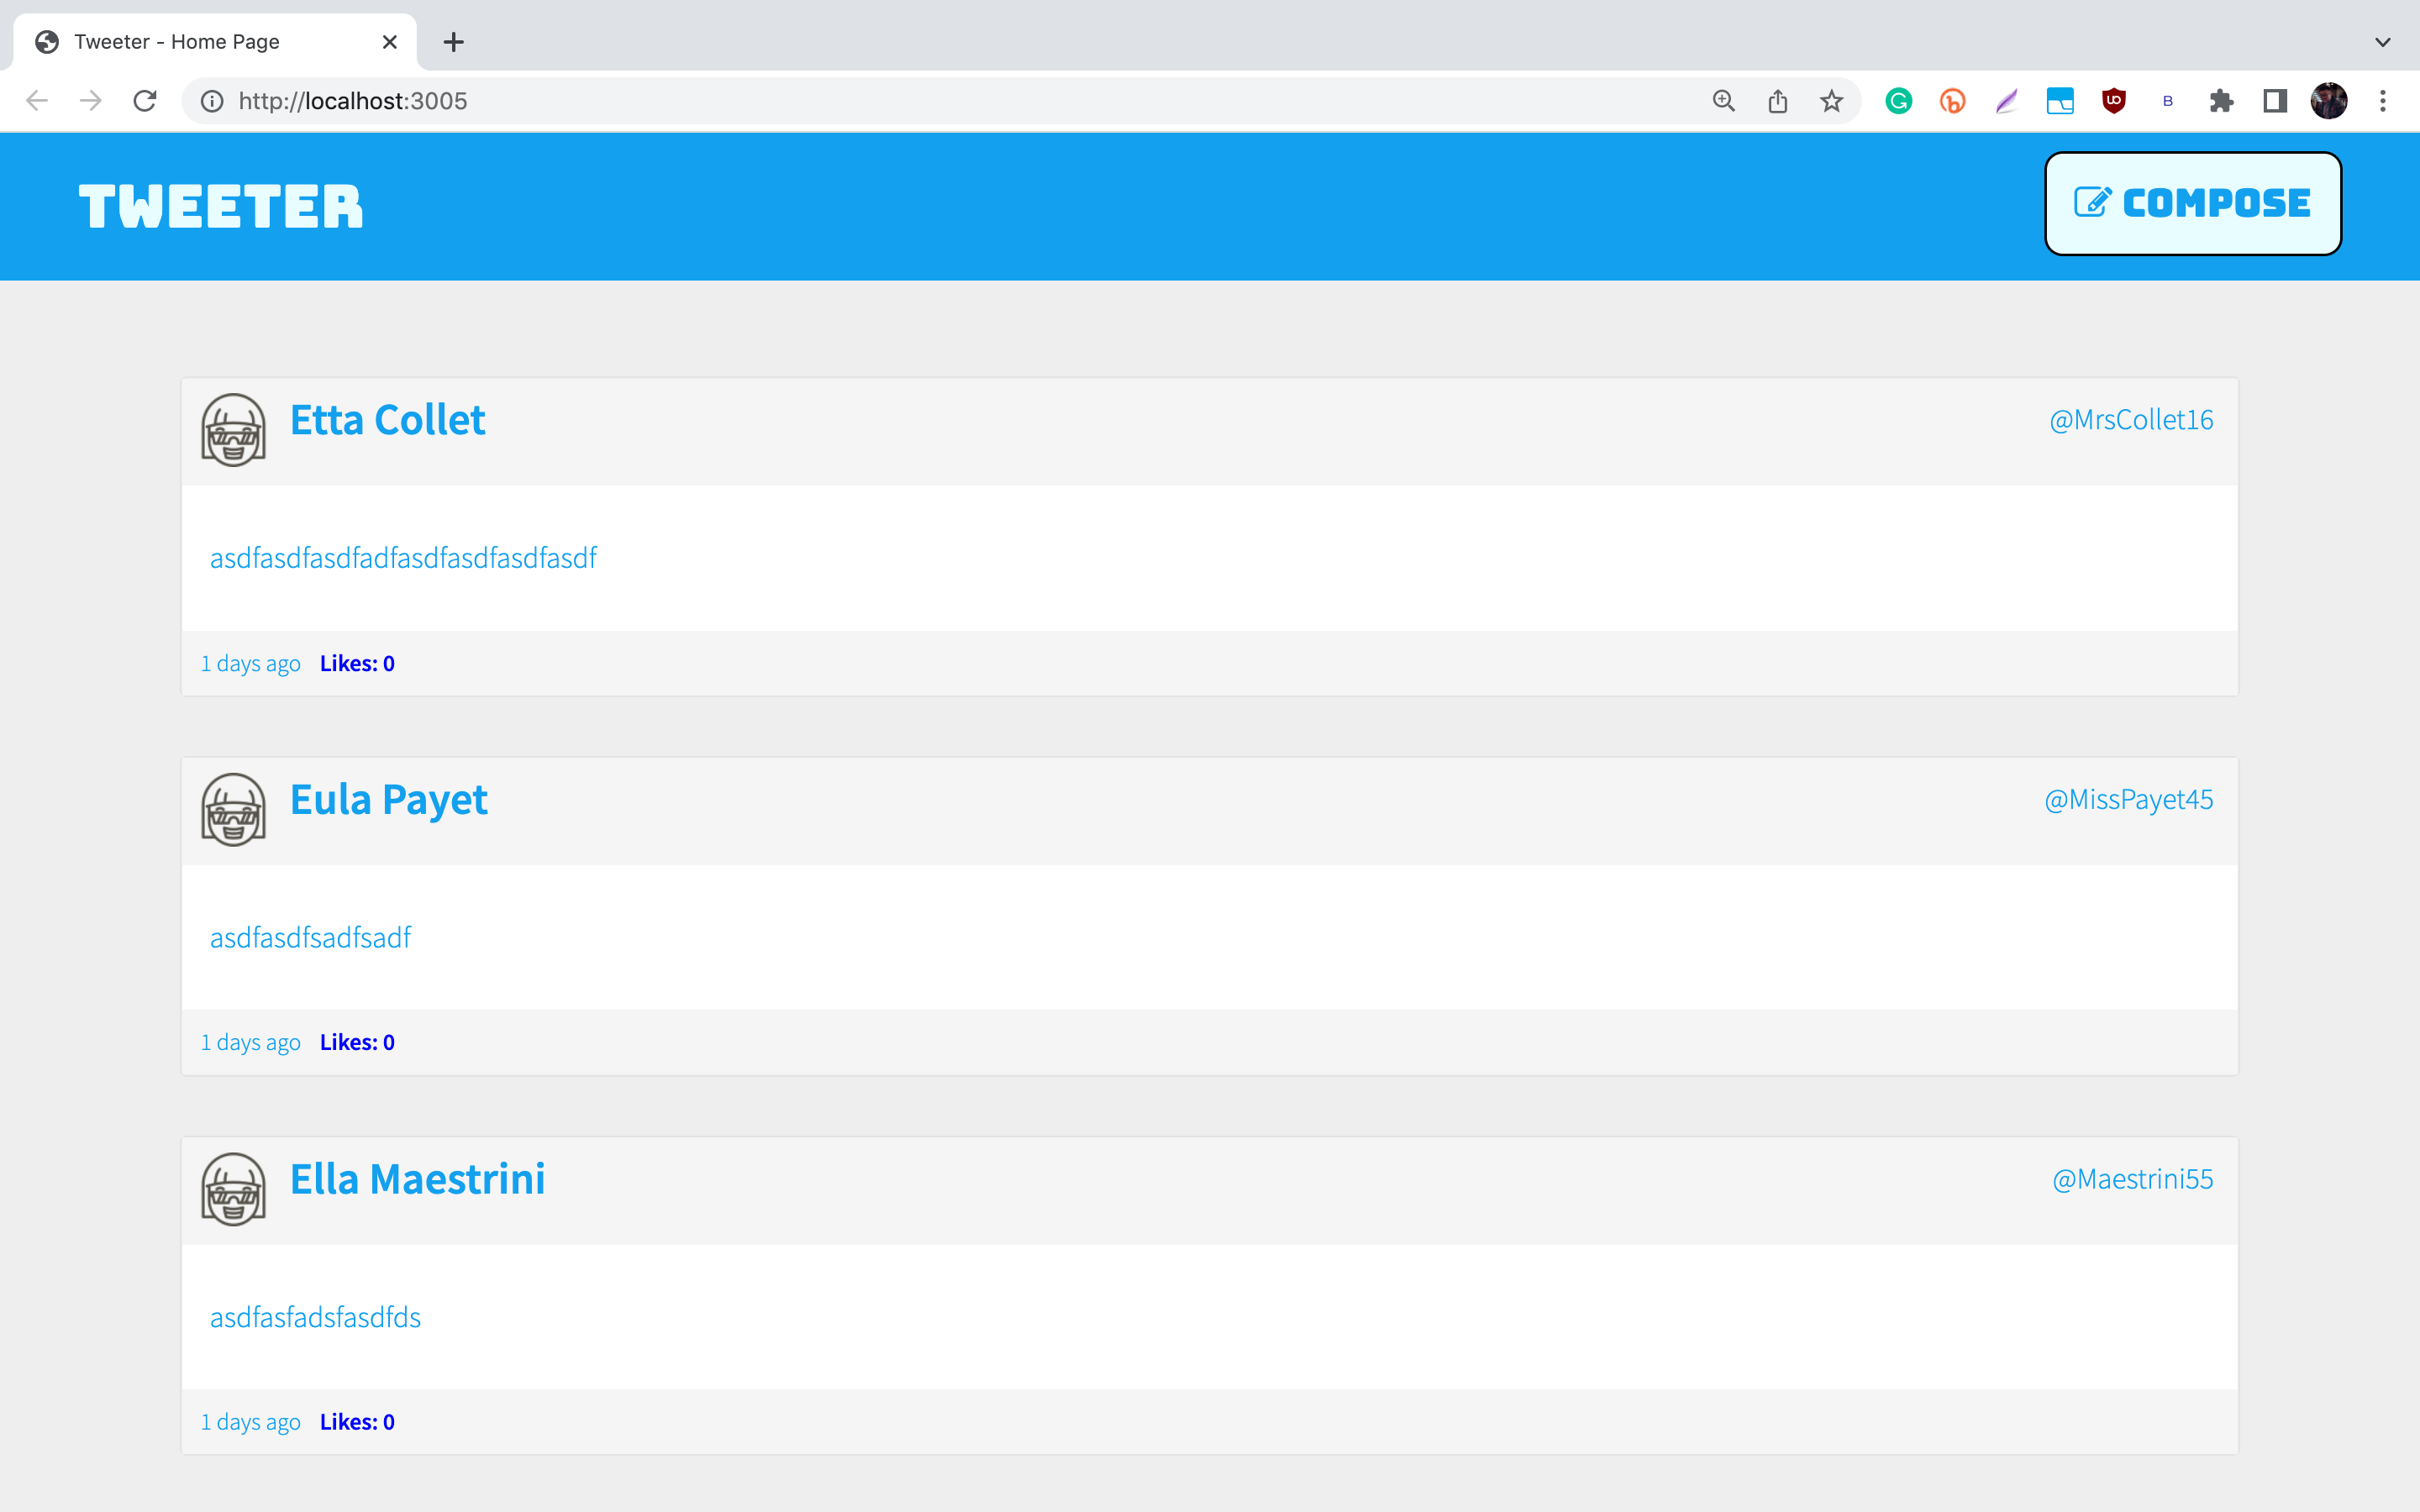 Tweeter - Home Page
http://localhost:3005
B
TWEETER
COMPOSE
Etta Collet @MrsCollet16
asdfasdfasdfadfasdfasdfasdfasdf
1 days ago Likes: 0
Eula Payet @MissPayet45
asdfasdfsadfsadf
1 days ago Likes: 0
Ella Maestrini @Maestrini55
asdfasfadsfasdfds
1 days ago Likes: 0